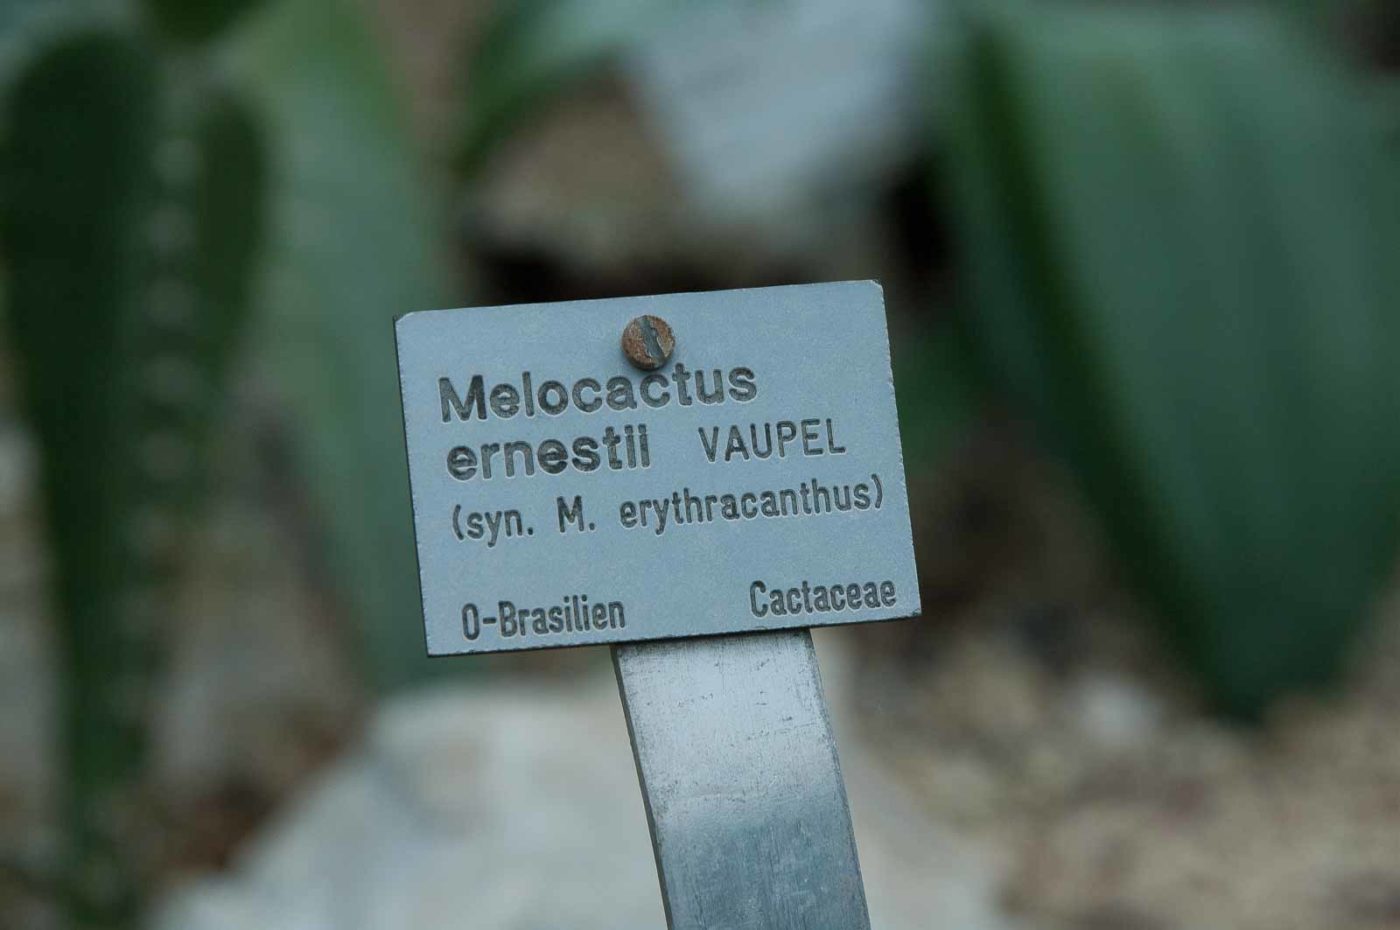 Melocactus
ernestii VAUPEL
(syn. M. erythracanthus)
O-Brasilien Cactaceae